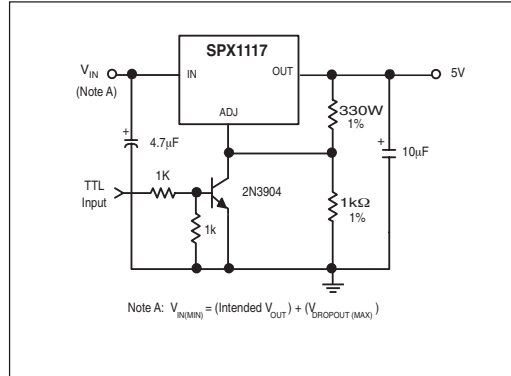 SPX1117
V_IN
(Note A)
IN
OUT
5V
ADJ
330W
1%
4.7µF
10µF
1K
2N3904
TTL
Input
1kΩ
1%
1k
Note A: V_IN(MIN) = (Intended V_OUT) + (V_DROPOUT (MAX))